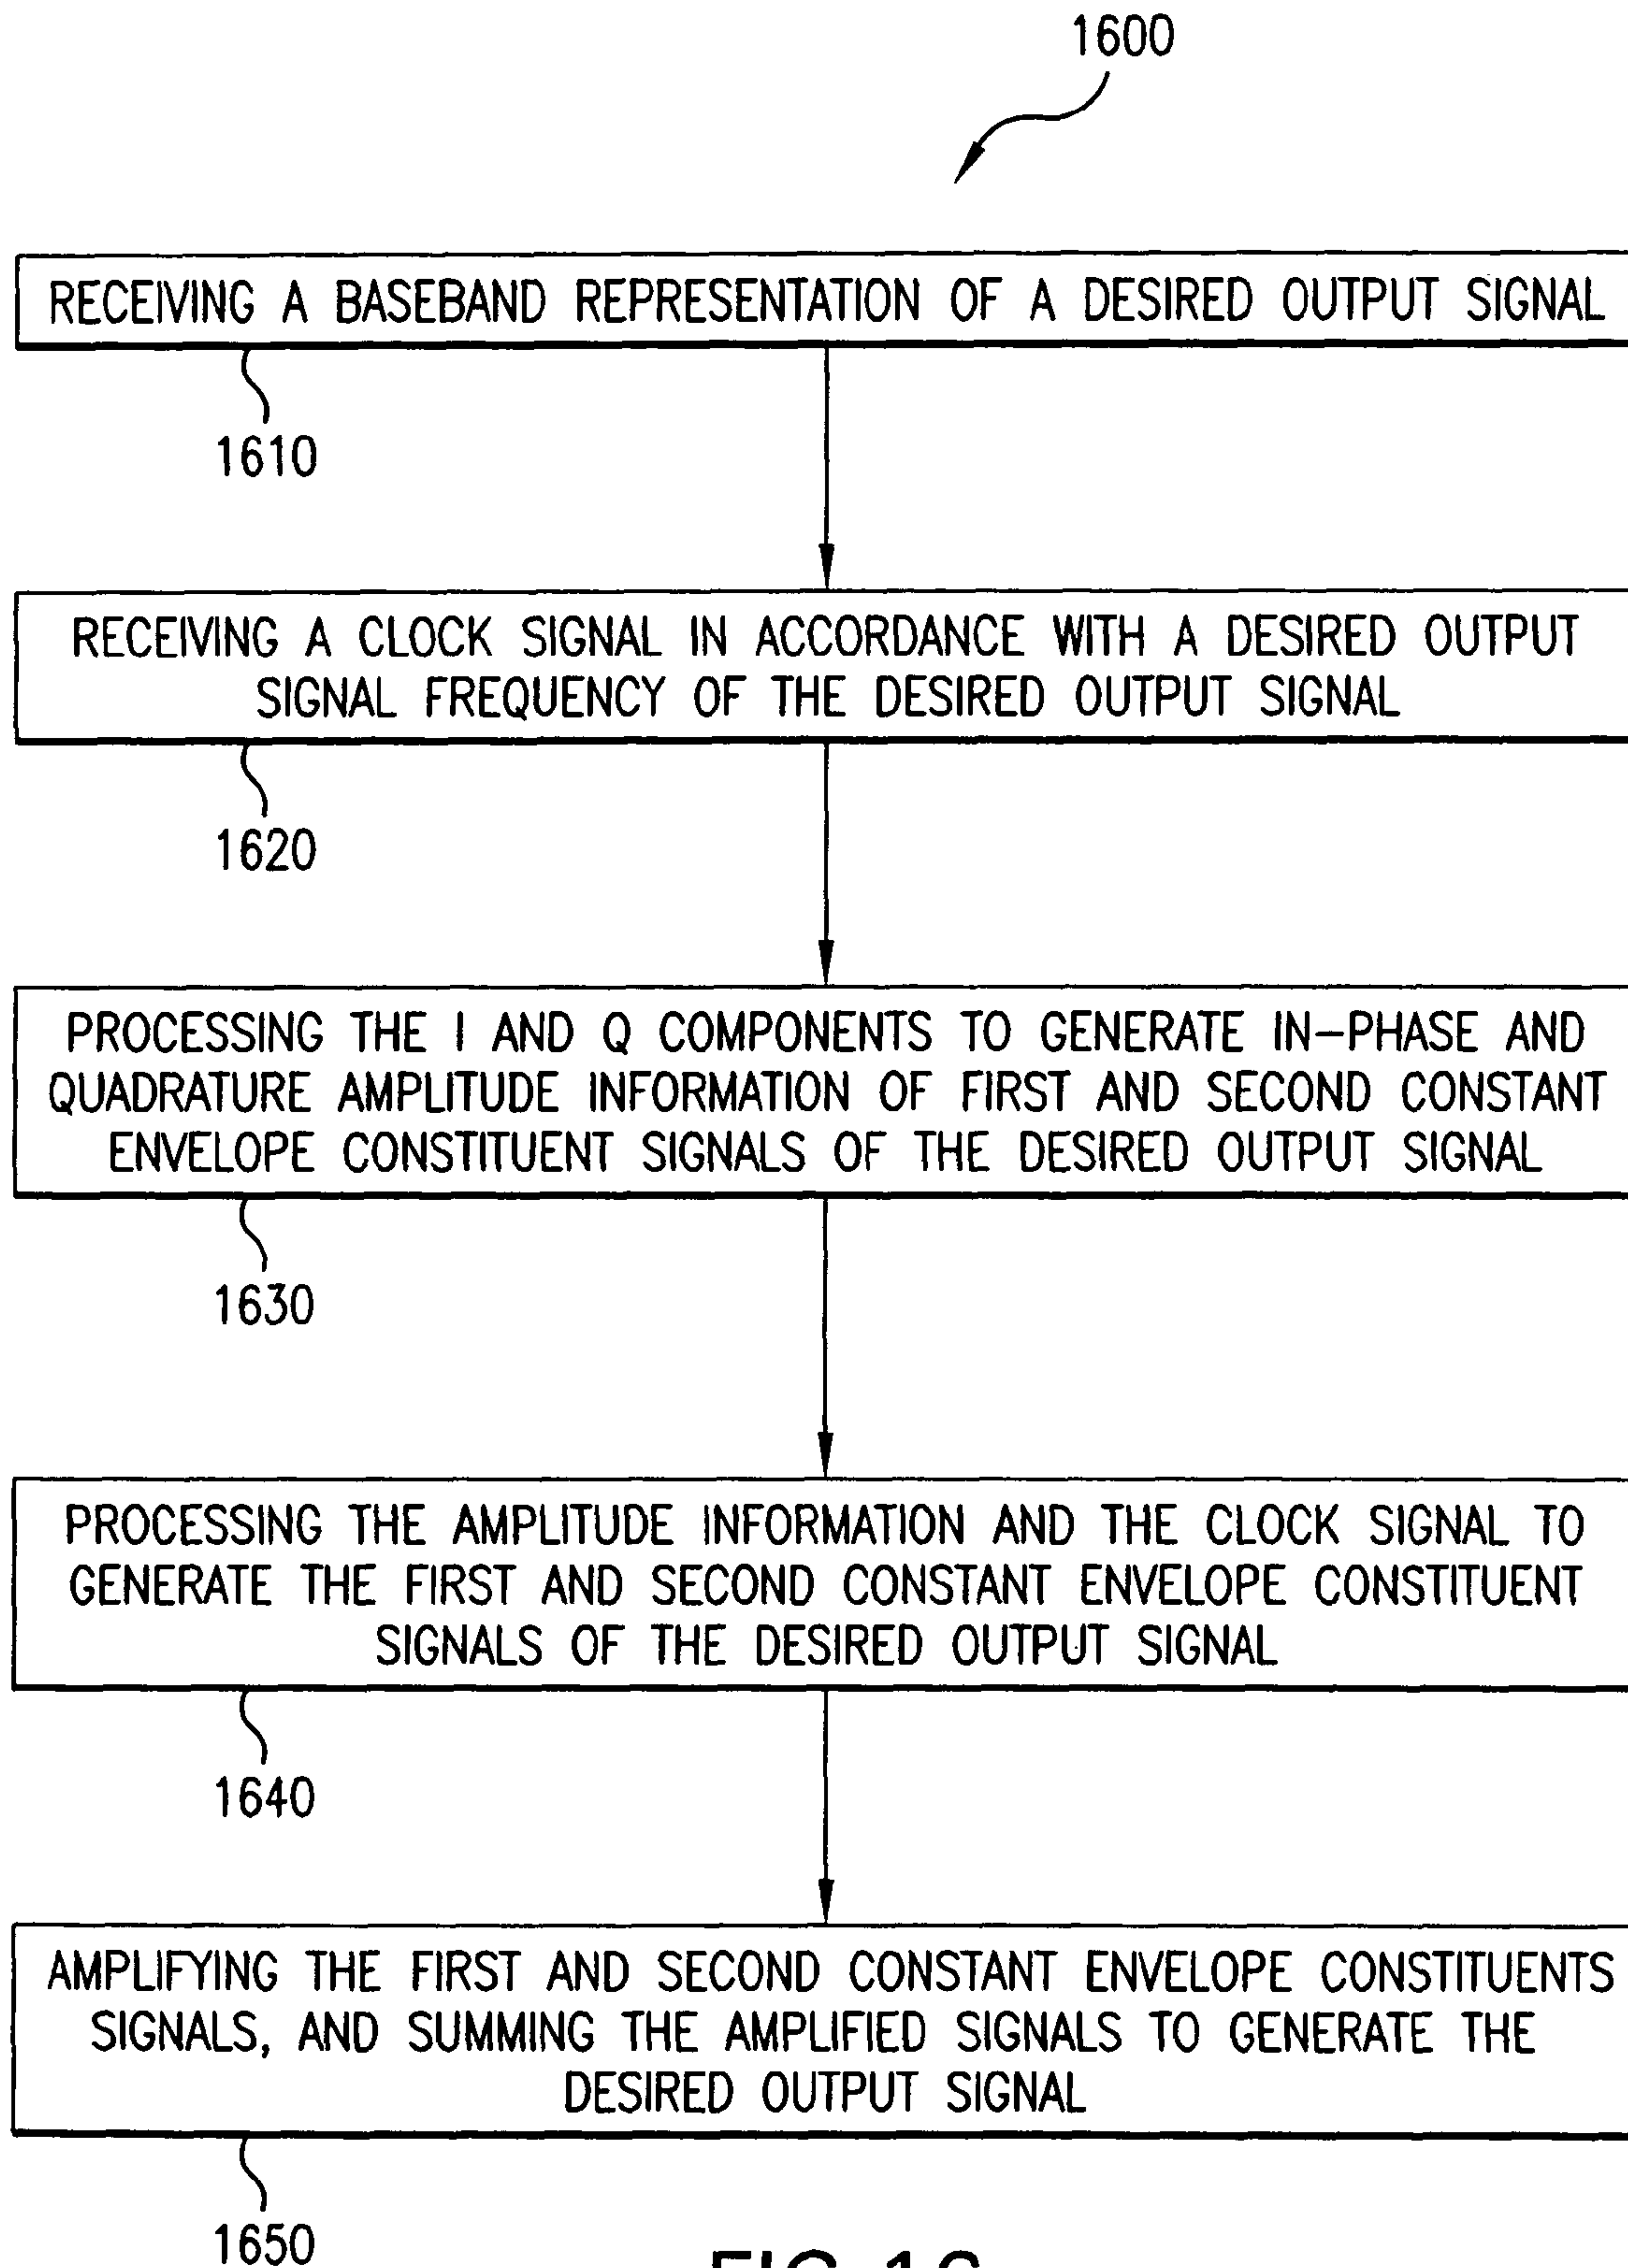 1600
RECEIVING A BASEBAND REPRESENTATION OF A DESIRED OUTPUT SIGNAL
1610
RECEIVING A CLOCK SIGNAL IN ACCORDANCE WITH A DESIRED OUTPUT
SIGNAL FREQUENCY OF THE DESIRED OUTPUT SIGNAL
1620
PROCESSING THE I AND Q COMPONENTS TO GENERATE IN-PHASE AND
QUADRATURE AMPLITUDE INFORMATION OF FIRST AND SECOND CONSTANT
ENVELOPE CONSTITUENT SIGNALS OF THE DESIRED OUTPUT SIGNAL
1630
PROCESSING THE AMPLITUDE INFORMATION AND THE CLOCK SIGNAL TO
GENERATE THE FIRST AND SECOND CONSTANT ENVELOPE CONSTITUENT
SIGNALS OF THE DESIRED OUTPUT SIGNAL
1640
AMPLIFYING THE FIRST AND SECOND CONSTANT ENVELOPE CONSTITUENTS
SIGNALS, AND SUMMING THE AMPLIFIED SIGNALS TO GENERATE THE
DESIRED OUTPUT SIGNAL
1650